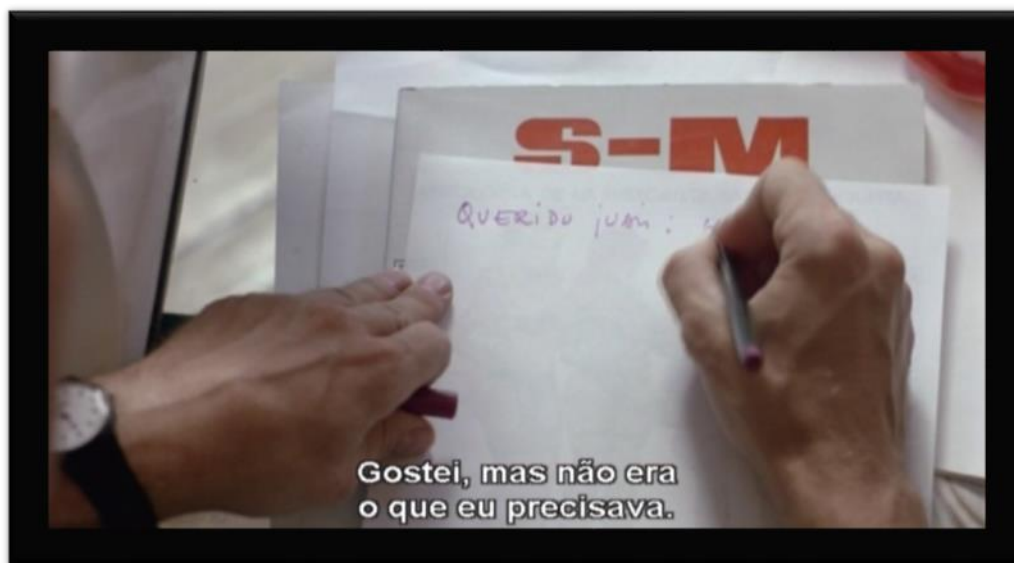 S-M
QUERIDO juan:
Gostei, mas não era
o que eu precisava.